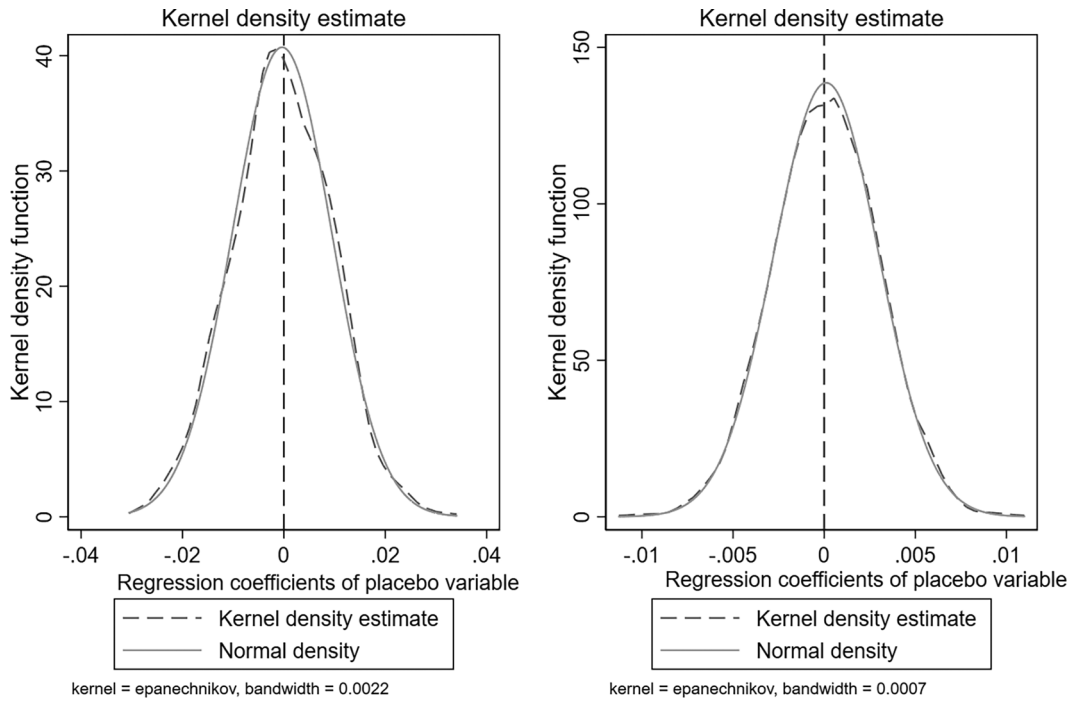 Kernel density estimate
Kernel density function
40
30
20
10
0
-.04
-.02
0
.02
.04
Regression coefficients of placebo variable
Kernel density estimate
Normal density
kernel = epanechnikov, bandwidth = 0.0022
Kernel density estimate
Kernel density function
150
100
50
0
-.01
-.005
0
.005
.01
Regression coefficients of placebo variable
Kernel density estimate
Normal density
kernel = epanechnikov, bandwidth = 0.0007